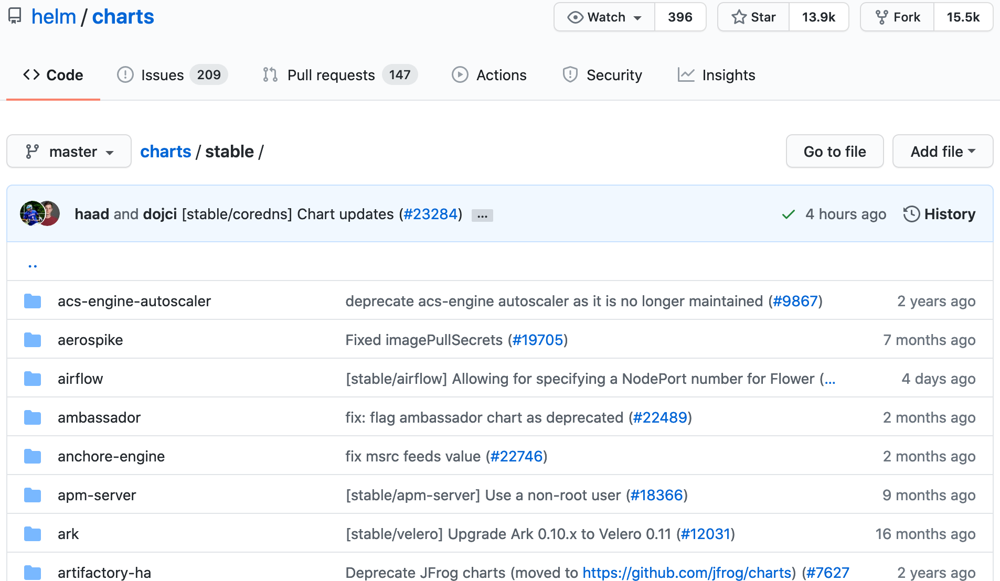 helm / charts
Watch 396 Star 13.9k Fork 15.5k
Code Issues 209 Pull requests 147 Actions Security Insights
master charts / stable / Go to file Add file
haad and dojci [stable/coredns] Chart updates (#23284) ... 4 hours ago History
..
acs-engine-autoscaler deprecate acs-engine autoscaler as it is no longer maintained (#9867) 2 years ago
aerospike Fixed imagePullSecrets (#19705) 7 months ago
airflow [stable/airflow] Allowing for specifying a NodePort number for Flower (... 4 days ago
ambassador fix: flag ambassador chart as deprecated (#22489) 2 months ago
anchore-engine fix msrc feeds value (#22746) 2 months ago
apm-server [stable/apm-server] Use a non-root user (#18366) 9 months ago
ark [stable/velero] Upgrade Ark 0.10.x to Velero 0.11 (#12031) 16 months ago
artifactory-ha Deprecate JFrog charts (moved to https://github.com/jfrog/charts) (#7627 2 years ago